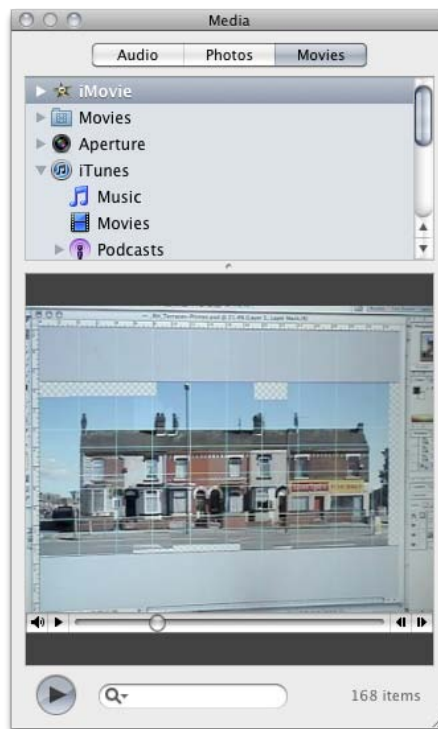 Media
Audio Photos Movies
iMovie
Movies
Aperture
iTunes
Music
Movies
Podcasts
168 items